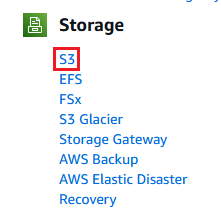 Storage
S3
EFS
FSx
S3 Glacier
Storage Gateway
AWS Backup
AWS Elastic Disaster
Recovery